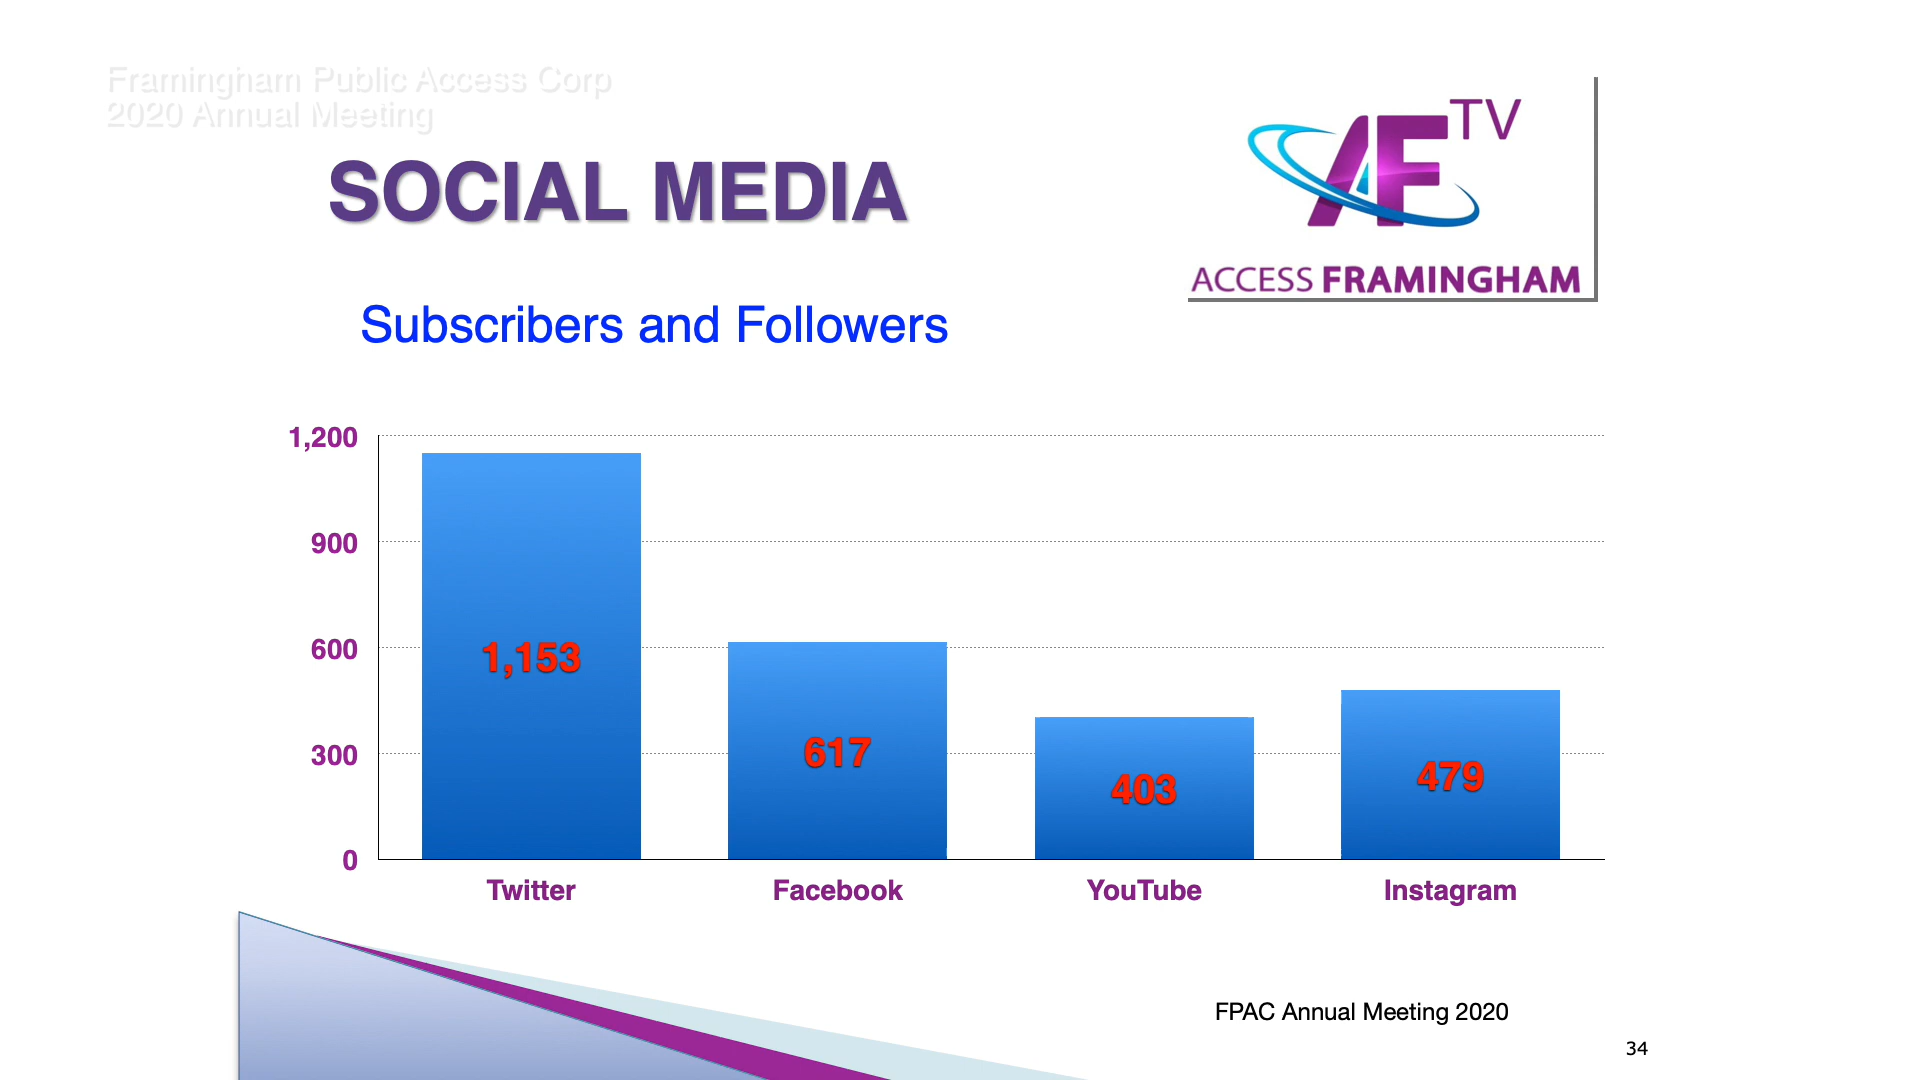 Framingham Public Access Corp
2020 Annual Meeting
SOCIAL MEDIA
AF TV
ACCESS FRAMINGHAM
Subscribers and Followers
1,200
900
600
300
0
1,153
617
403
479
Twitter
Facebook
YouTube
Instagram
FPAC Annual Meeting 2020
34